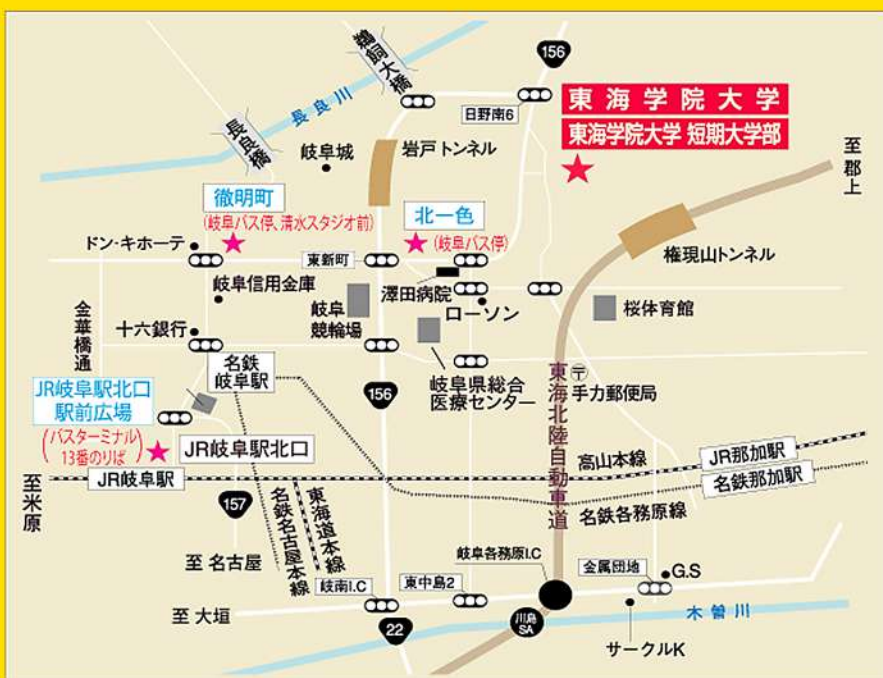 鵜飼大橋
156
長良川
日野南6
東海学院大学
東海学院大学 短期大学部
長良橋
岐阜城
岩戸トンネル
至郡上
徹明町
(岐阜バス停、清水スタジオ前)
北一色
(岐阜バス停)
ドン・キホーテ
東新町
権現山トンネル
岐阜信用金庫
澤田病院
ローソン
桜体育館
金華橋通
十六銀行
岐阜
競輪場
名鉄
岐阜駅
岐阜県総合
医療センター
手力郵便局
156
JR岐阜駅北口
駅前広場
(バスターミナル
13番のりば)
JR岐阜駅北口
東海北陸自動車道
高山本線
JR那加駅
至米原
JR岐阜駅
名鉄那加駅
名鉄各務原線
157
名鉄名古屋本線
東海道本線
至 名古屋
岐阜各務原I.C
金属団地
G.S
岐南I.C
東中島2
至 大垣
22
川島
SA
木曽川
サークルK